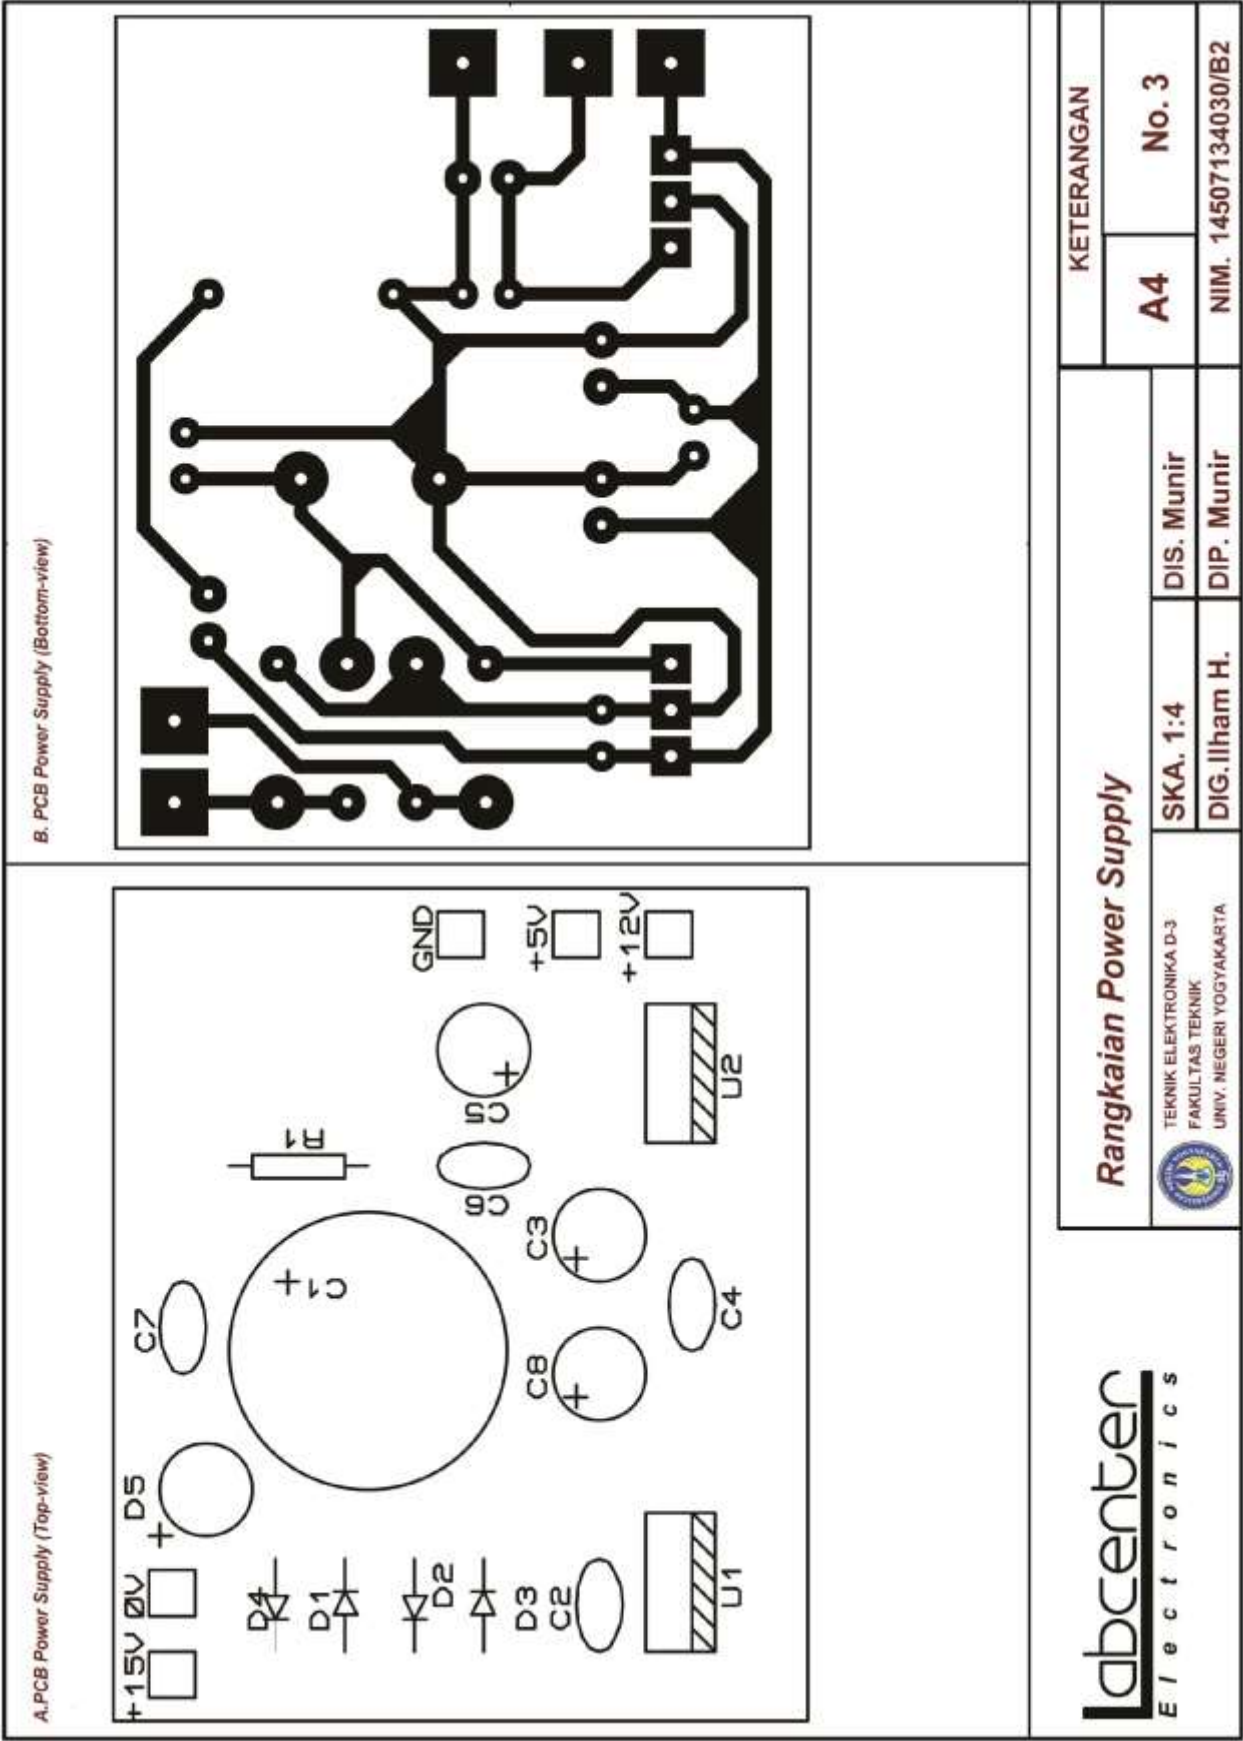 A.PCB Power Supply (Top-view)
+15V
0V
D5
C7
D4
D1
D2
D3
C2
U1
C1
C8
C3
C4
R1
C6
C5
U2
GND
+5V
+12V
B. PCB Power Supply (Bottom-view)
Labcenter
Electronics
Rangkaian Power Supply
TEKNIK ELEKTRONIKA D-3
FAKULTAS TEKNIK
UNIV. NEGERI YOGYAKARTA
SKA. 1:4
DIS. Munir
DIG.Ilham H.
DIP. Munir
KETERANGAN
A4
No. 3
NIM. 14507134030/B2